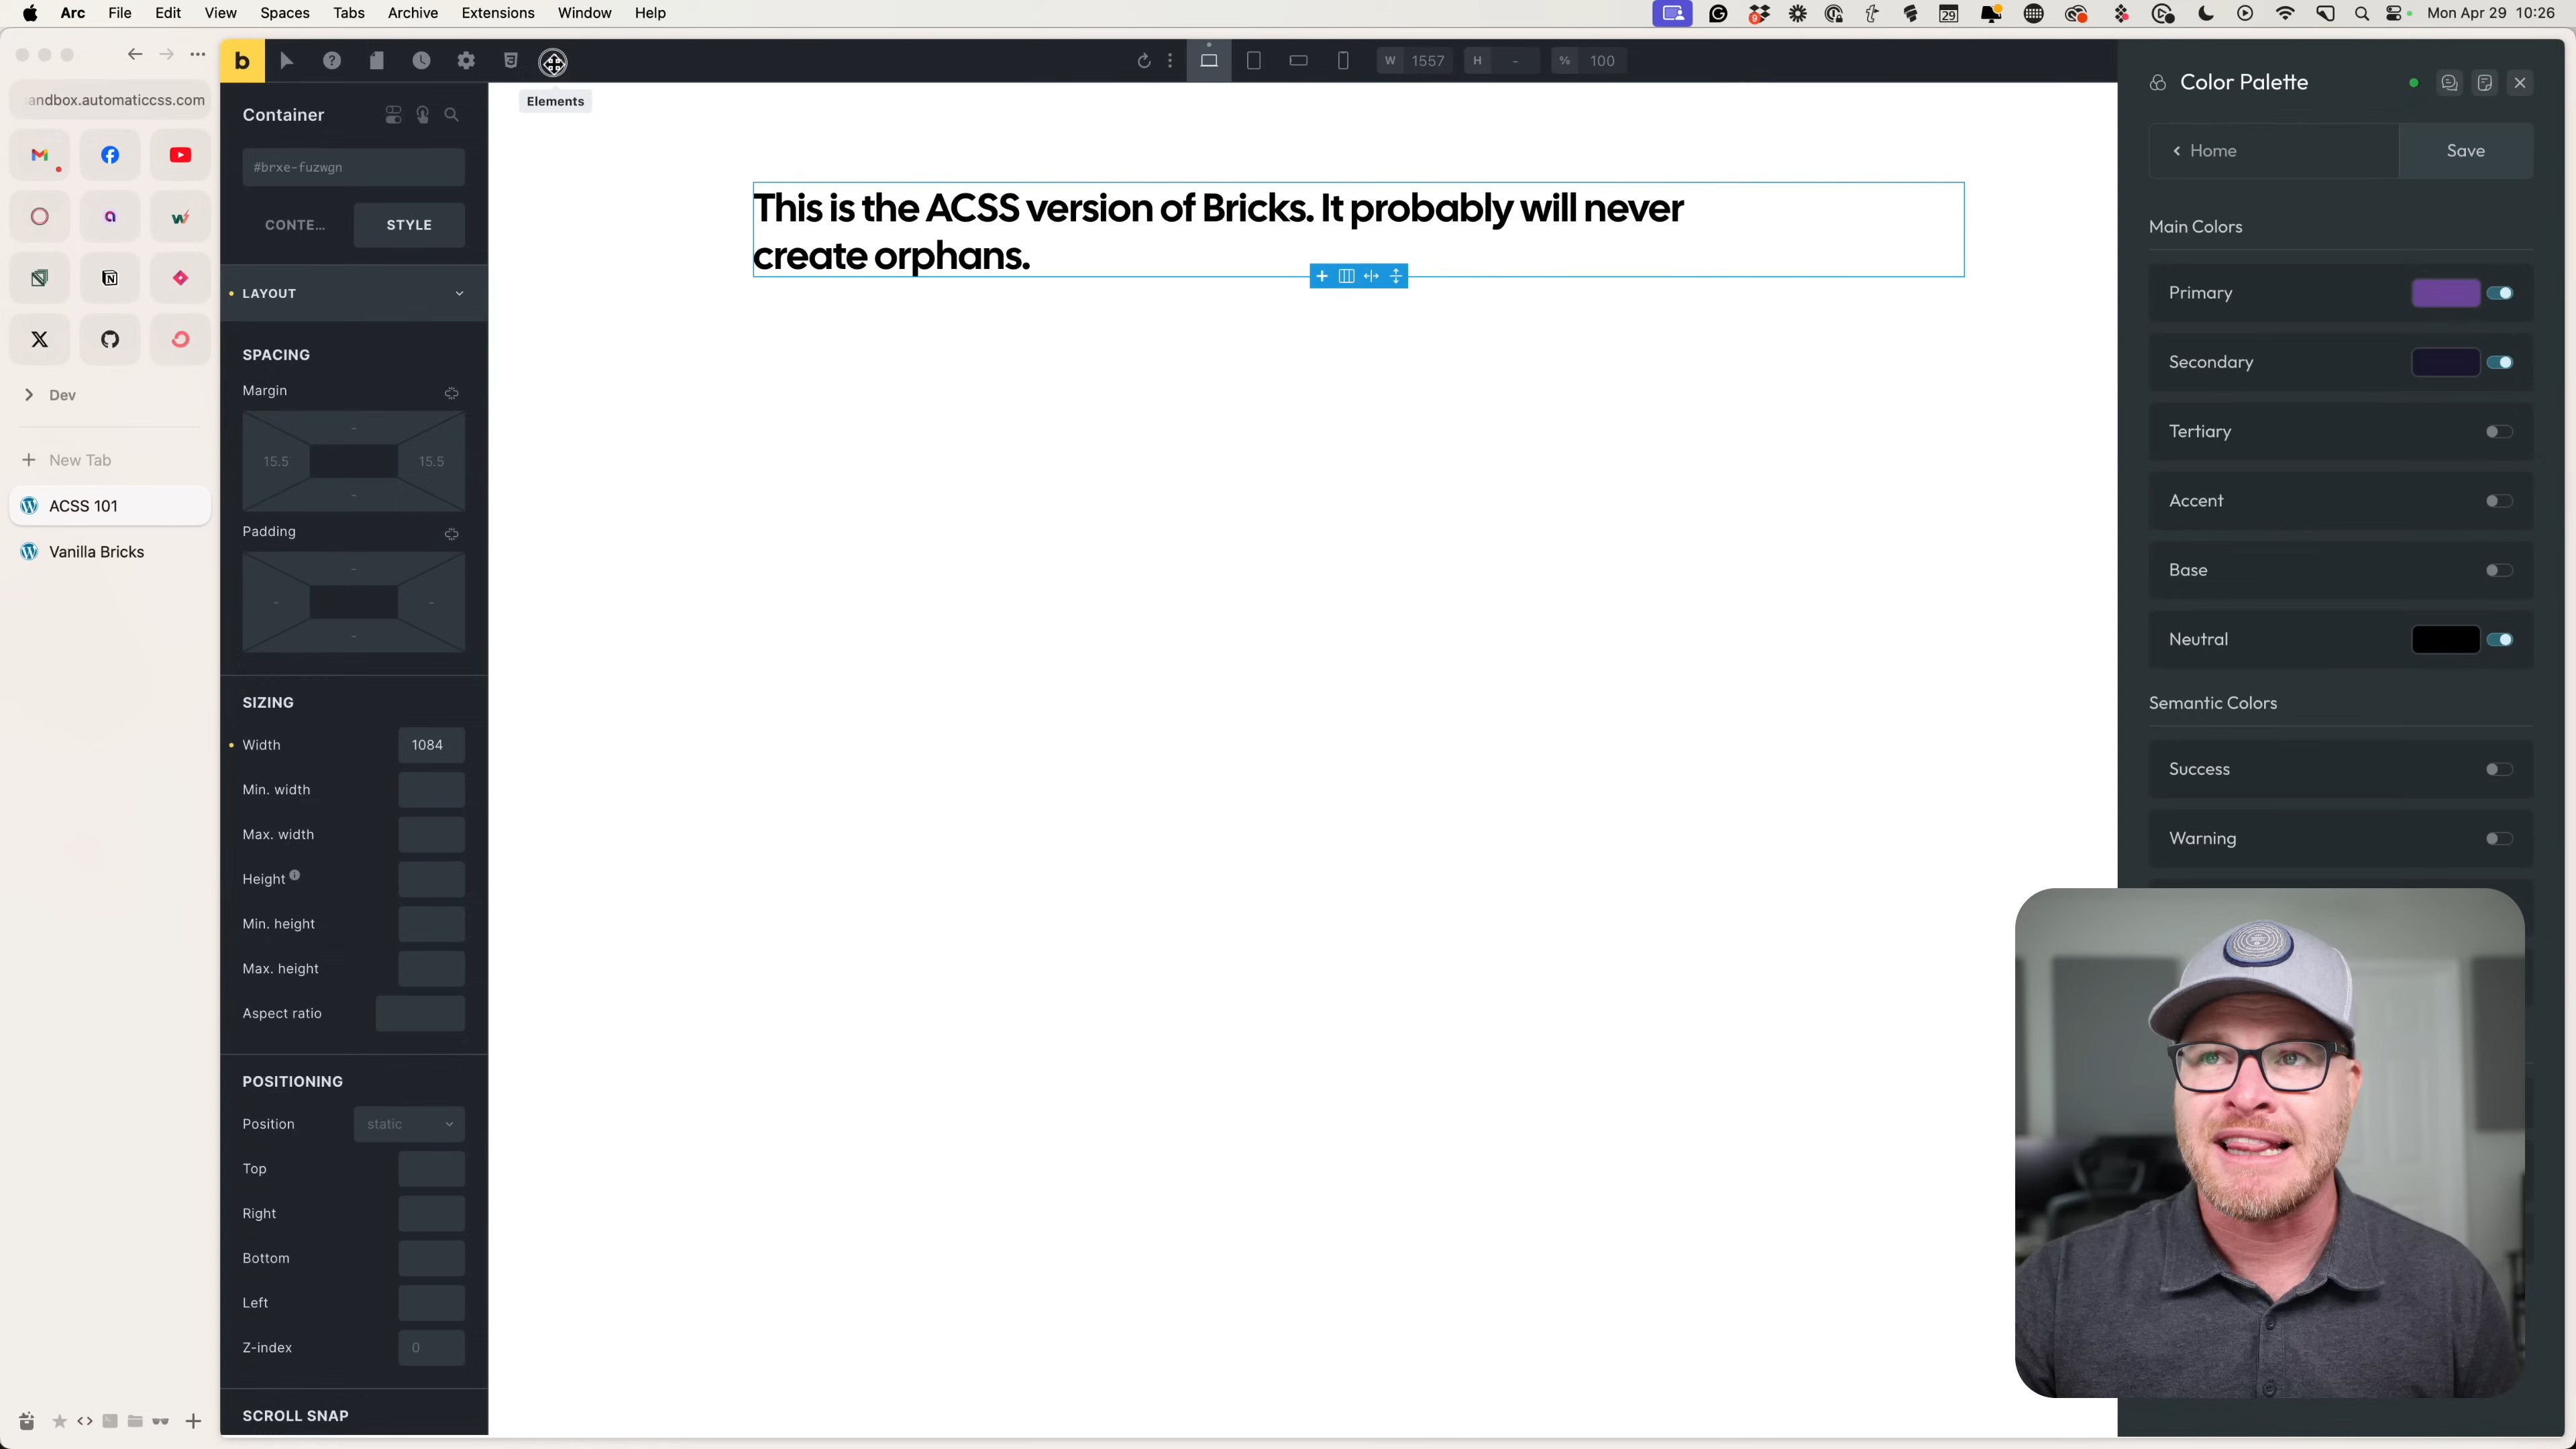 Arc File Edit View Spaces Tabs Archive Extensions Window Help
9
29
Mon Apr 29 10:26
andbox.automaticcss.com
Dev
New Tab
ACSS 101
Vanilla Bricks
b
W 1557 H - % 100
Elements
Container
#brxe-fuzwgn
CONTE...
STYLE
LAYOUT
SPACING
Margin
-
15.5
15.5
-
Padding
-
-
-
-
SIZING
Width 1084
Min. width
Max. width
Height
Min. height
Max. height
Aspect ratio
POSITIONING
Position static
Top
Right
Bottom
Left
Z-index 0
SCROLL SNAP
This is the ACSS version of Bricks. It probably will never
create orphans.
Color Palette
Home
Save
Main Colors
Primary
Secondary
Tertiary
Accent
Base
Neutral
Semantic Colors
Success
Warning